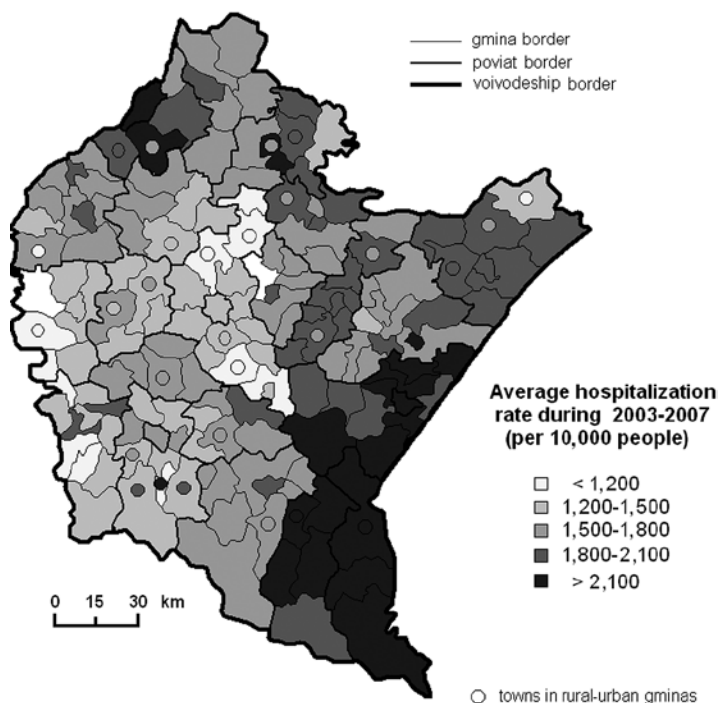 gmina border
poviat border
voivodeship border
Average hospitalization
rate during 2003-2007
(per 10,000 people)
< 1,200
1,200-1,500
1,500-1,800
1,800-2,100
> 2,100
0 15 30 km
towns in rural-urban gminas